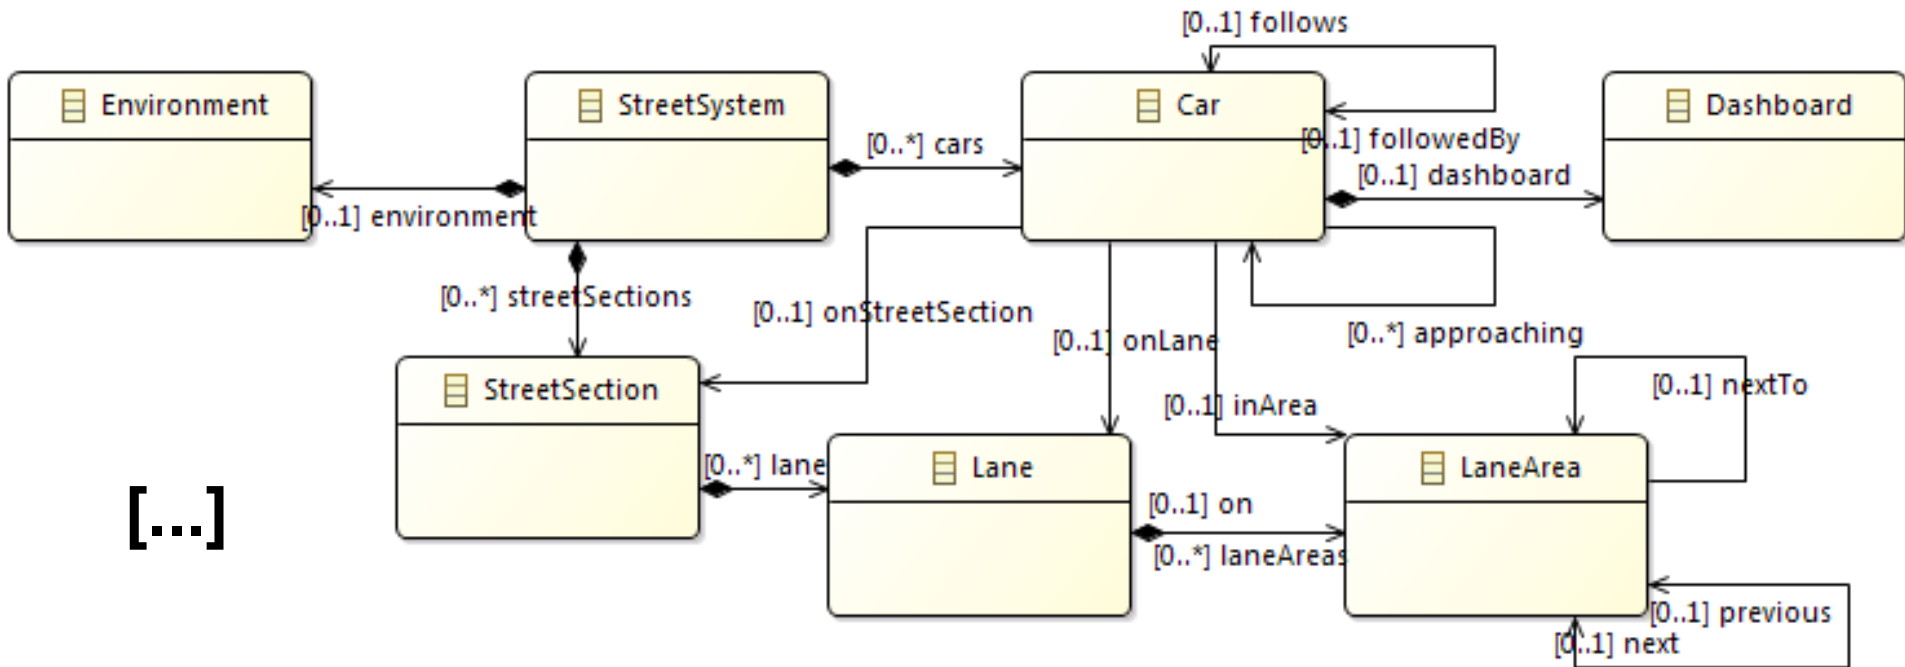 [0..1] follows
Environment
StreetSystem
Car
Dashboard
[0..*] cars
[0..1] followedBy
[0..1] dashboard
[0..1] environment
[0..*] streetSections
[0..1] onStreetSection
[0..1] onLane
[0..*] approaching
StreetSection
[0..1] nextTo
[0..1] inArea
[0..*] lane
Lane
LaneArea
[...]
[0..1] on
[0..*] laneAreas
[0..1] previous
[0..1] next